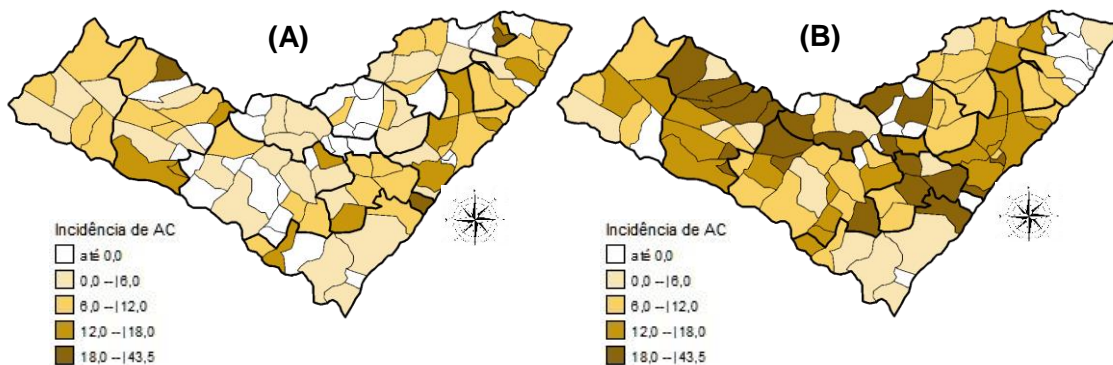 (A)
Incidência de AC
até 0,0
0,0 --|6,0
6,0 --|12,0
12,0 --|18,0
18,0 --|43,5
(B)
Incidência de AC
até 0,0
0,0 --|6,0
6,0 --|12,0
12,0 --|18,0
18,0 --|43,5